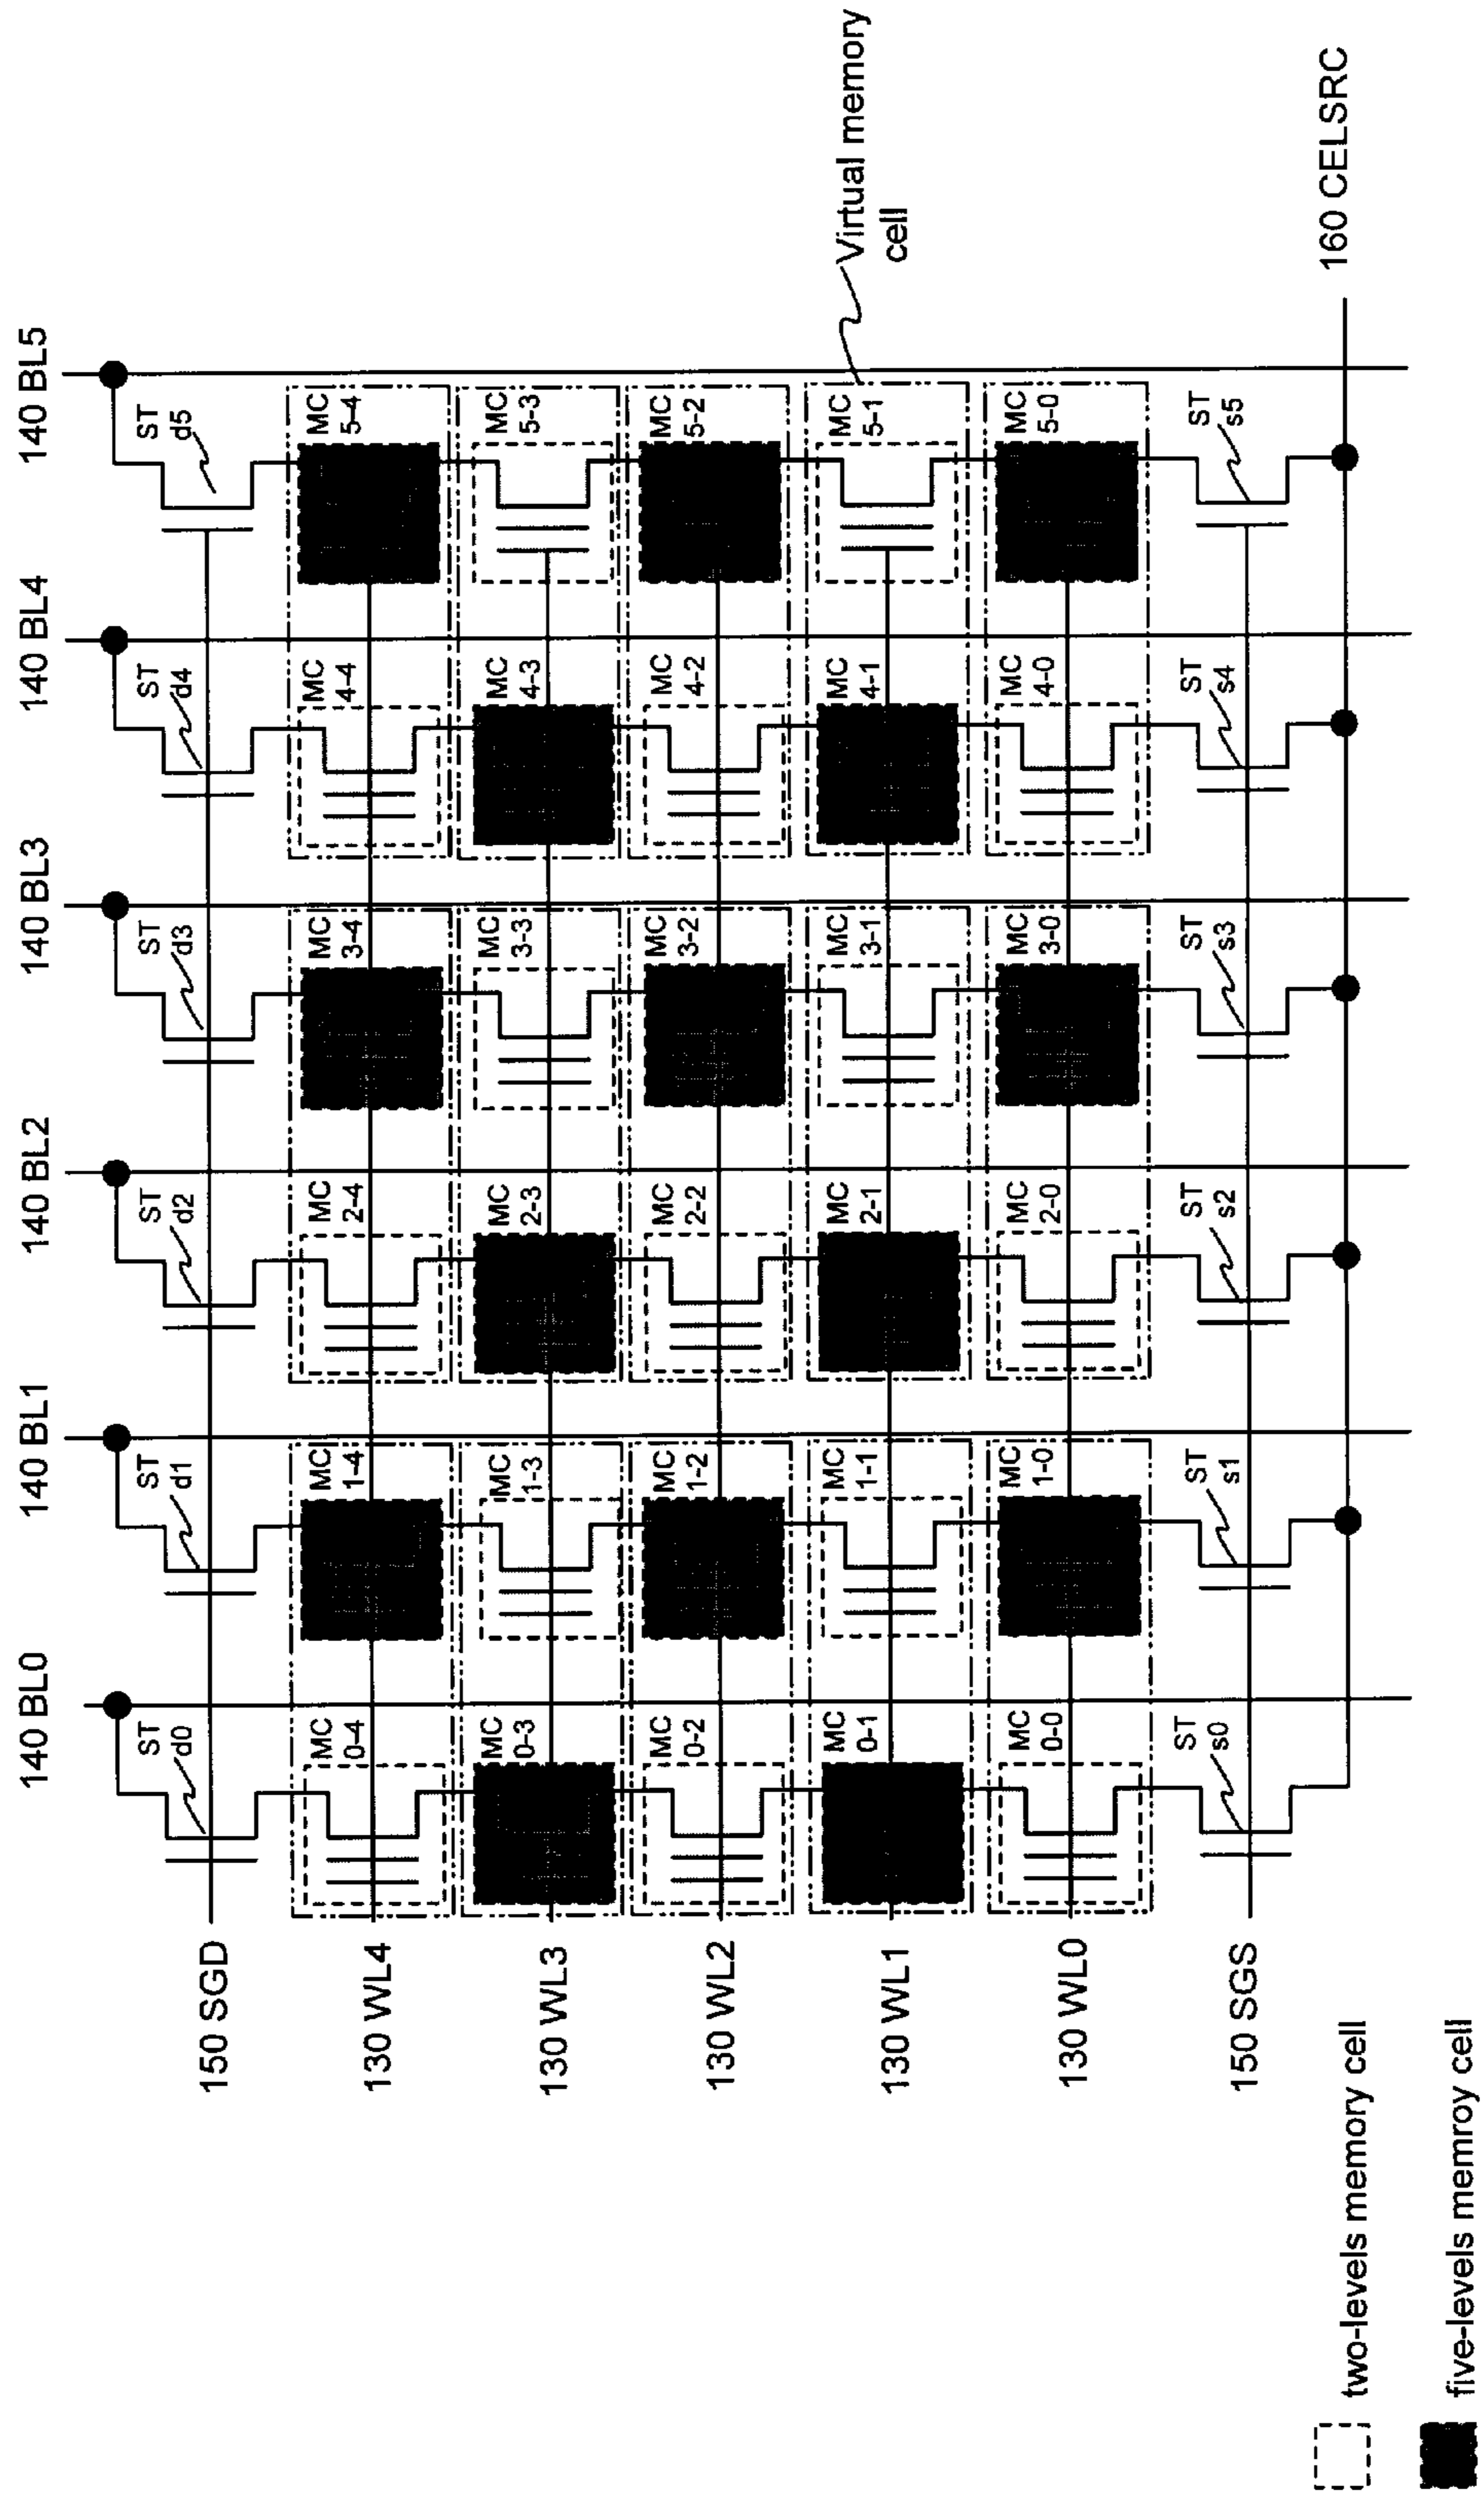 140 BL0
140 BL1
140 BL2
140 BL3
140 BL4
140 BL5
150 SGD
ST
d0
ST
d1
ST
d2
ST
d3
ST
d4
ST
d5
130 WL4
MC
0-4
MC
1-4
MC
2-4
MC
3-4
MC
4-4
MC
5-4
130 WL3
MC
0-3
MC
1-3
MC
2-3
MC
3-3
MC
4-3
MC
5-3
130 WL2
MC
0-2
MC
1-2
MC
2-2
MC
3-2
MC
4-2
MC
5-2
130 WL1
MC
0-1
MC
1-1
MC
2-1
MC
3-1
MC
4-1
MC
5-1
Virtual memory
cell
130 WL0
MC
0-0
MC
1-0
MC
2-0
MC
3-0
MC
4-0
MC
5-0
150 SGS
ST
s0
ST
s1
ST
s2
ST
s3
ST
s4
ST
s5
160 CELSRC
two-levels memory cell
five-levels memroy cell